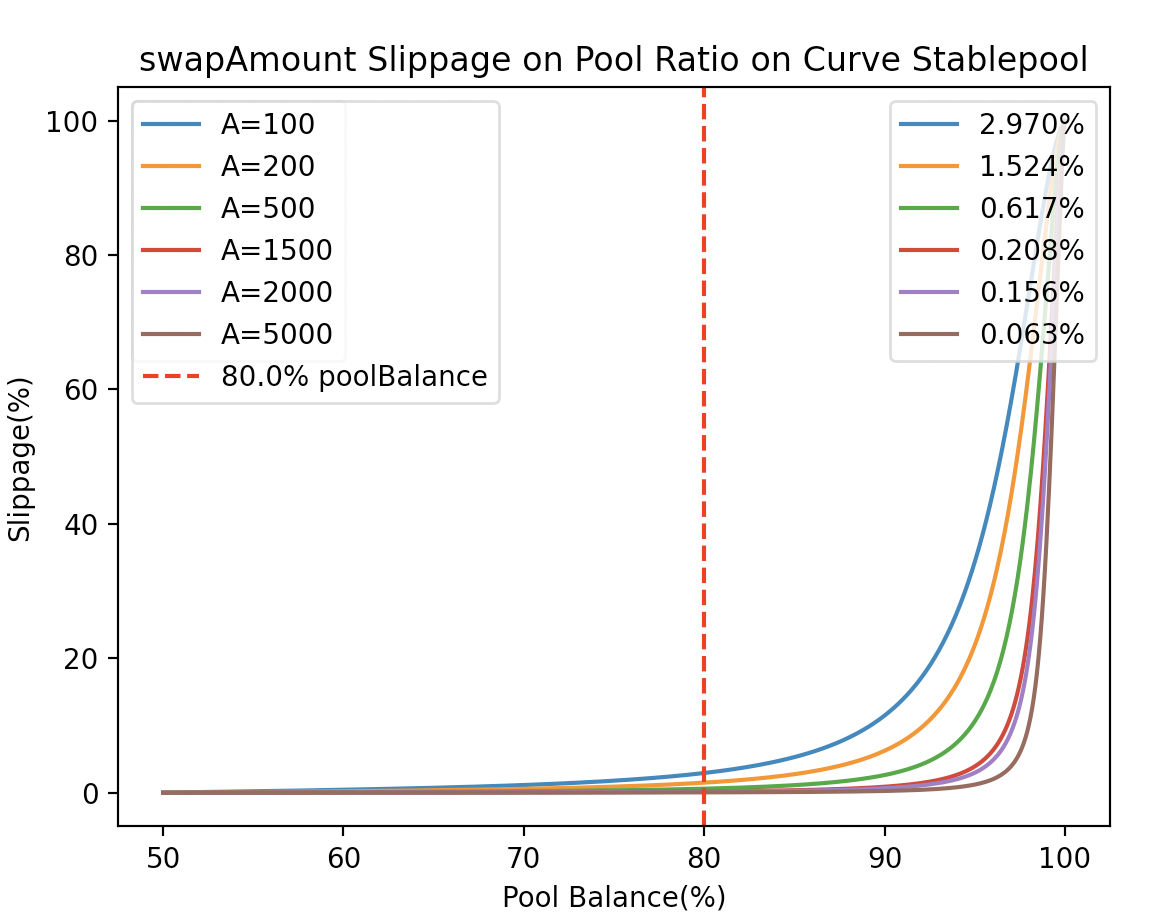 swapAmount Slippage on Pool Ratio on Curve Stablepool
100
80
60
40
20
0
Slippage(%)
A=100
A=200
A=500
A=1500
A=2000
A=5000
80.0% poolBalance
2.970%
1.524%
0.617%
0.208%
0.156%
0.063%
50
60
70
80
90
100
Pool Balance(%)